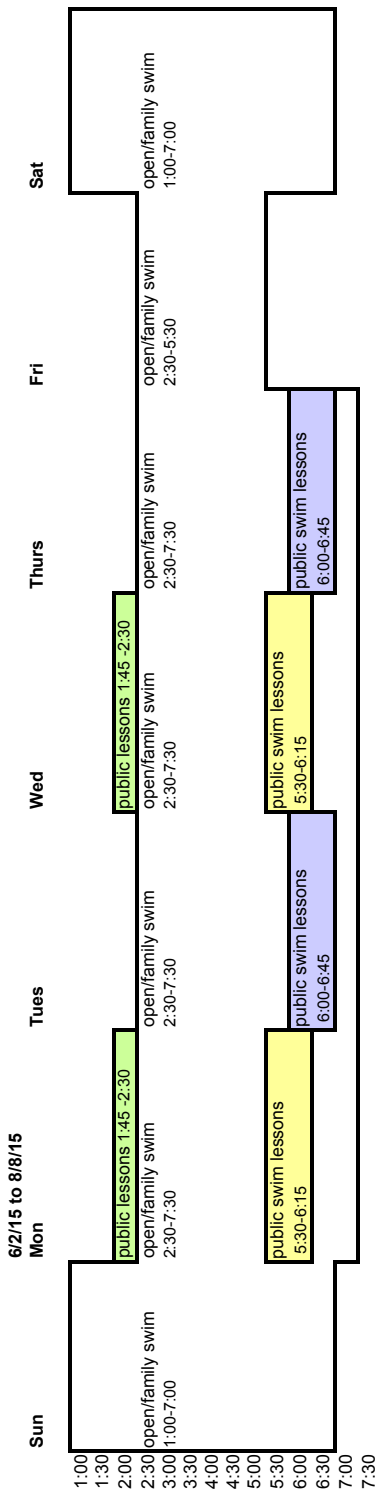 6/2/15 to 8/8/15
Sun Mon Tues Wed Thurs Fri Sat
1:00
1:30
2:00
public lessons 1:45 -2:30
public lessons 1:45 -2:30
2:30
open/family swim
open/family swim
open/family swim
open/family swim
open/family swim
open/family swim
open/family swim
3:00
1:00-7:00
2:30-7:30
2:30-7:30
2:30-7:30
2:30-7:30
2:30-5:30
1:00-7:00
3:30
4:00
4:30
5:00
5:30
public swim lessons
public swim lessons
6:00
5:30-6:15
public swim lessons
5:30-6:15
public swim lessons
6:30
6:00-6:45
6:00-6:45
7:00
7:30